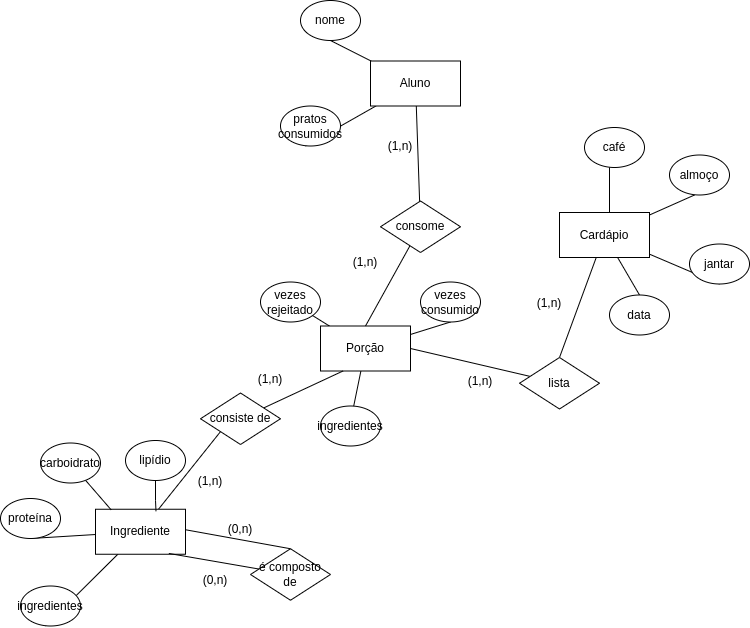 nome
Aluno
pratos
consumidos
(1,n)
café
almoço
consome
Cardápio
(1,n)
jantar
vezes
rejeitado
vezes
consumido
(1,n)
data
Porção
(1,n)
(1,n)
lista
consiste de
ingredientes
carboidrato
lipídio
(1,n)
proteína
Ingrediente
(0,n)
é composto
de
(0,n)
ingredientes